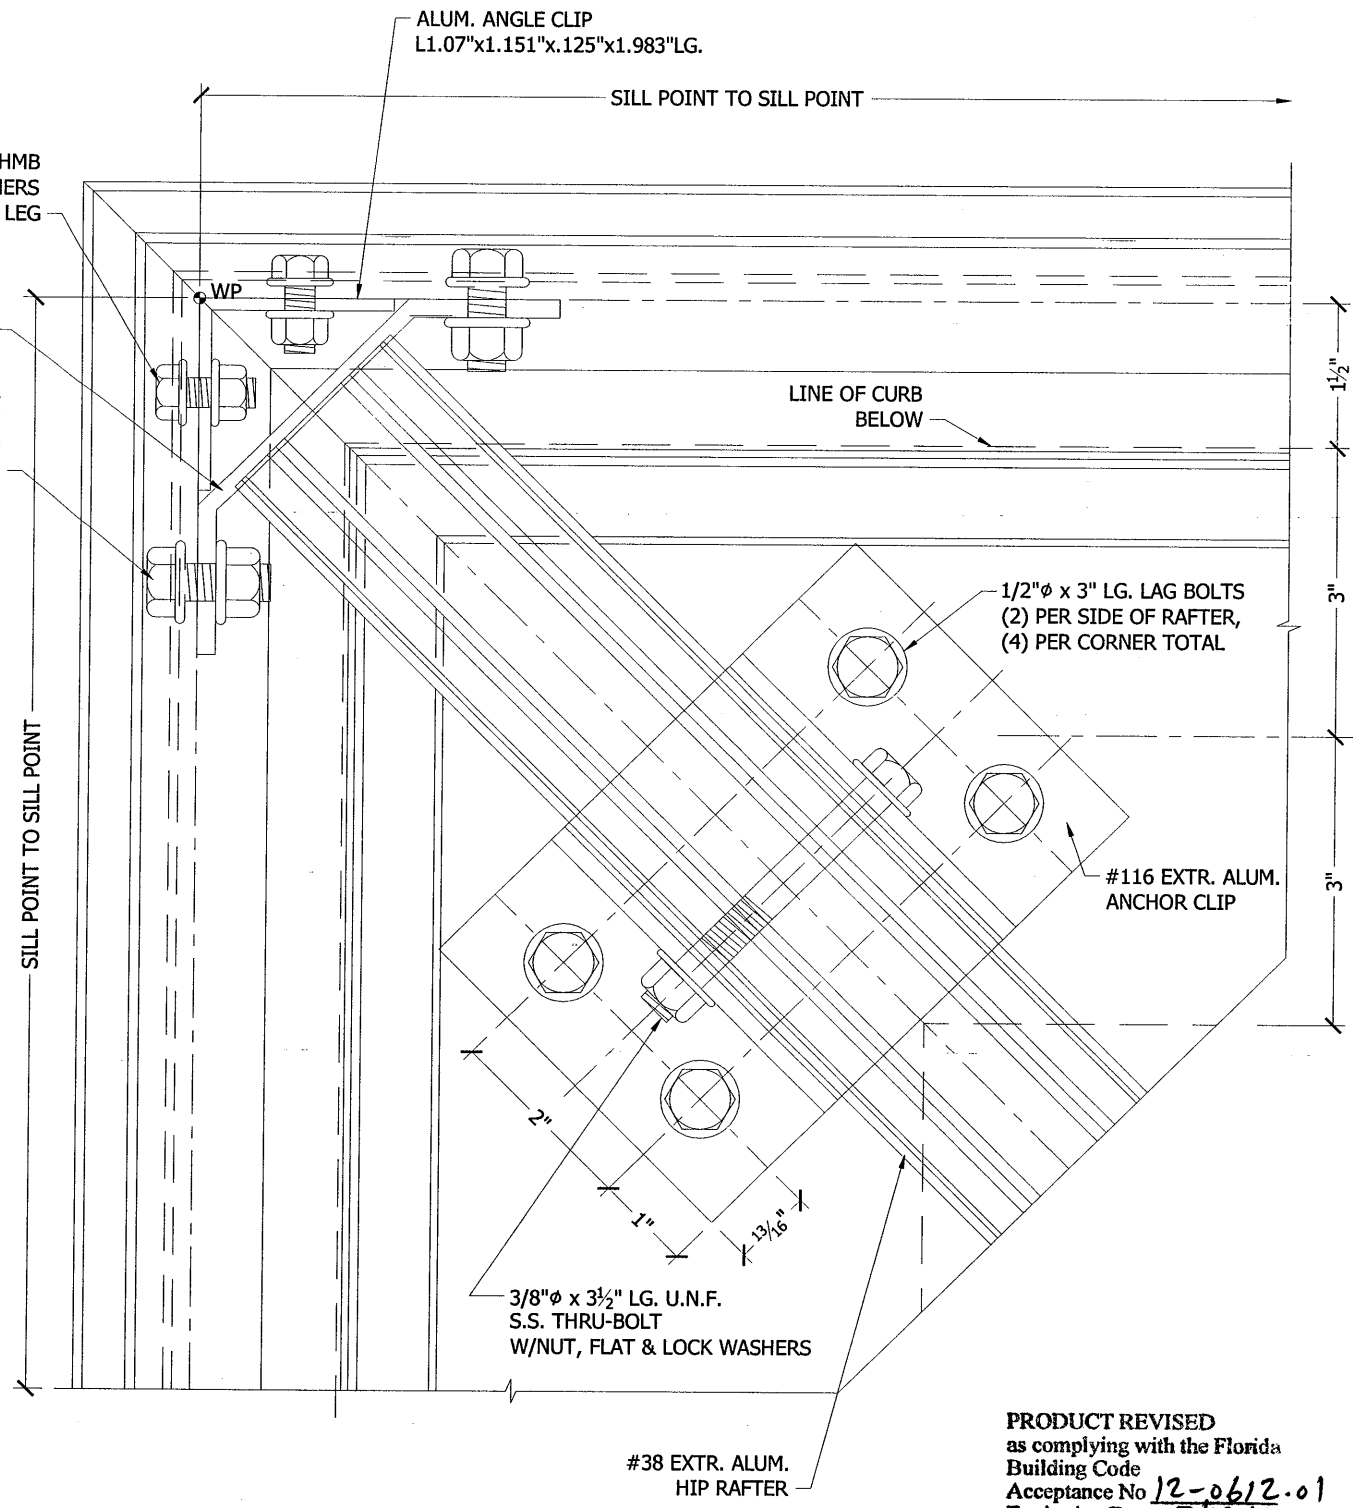 ALUM. ANGLE CLIP
L1.07"x1.151"x.125"x1.983"LG.
SILL POINT TO SILL POINT
HMB
LEG
WP
1½"
LINE OF CURB
BELOW
3"
1/2"φ x 3" LG. LAG BOLTS
(2) PER SIDE OF RAFTER,
(4) PER CORNER TOTAL
SILL POINT TO SILL POINT
#116 EXTR. ALUM.
ANCHOR CLIP
3"
2"
1"
13/16"
3/8"φ x 3½" LG. U.N.F.
S.S. THRU-BOLT
W/NUT, FLAT & LOCK WASHERS
#38 EXTR. ALUM.
HIP RAFTER
PRODUCT REVISED
as complying with the Florida
Building Code
Acceptance No 12-0612.01